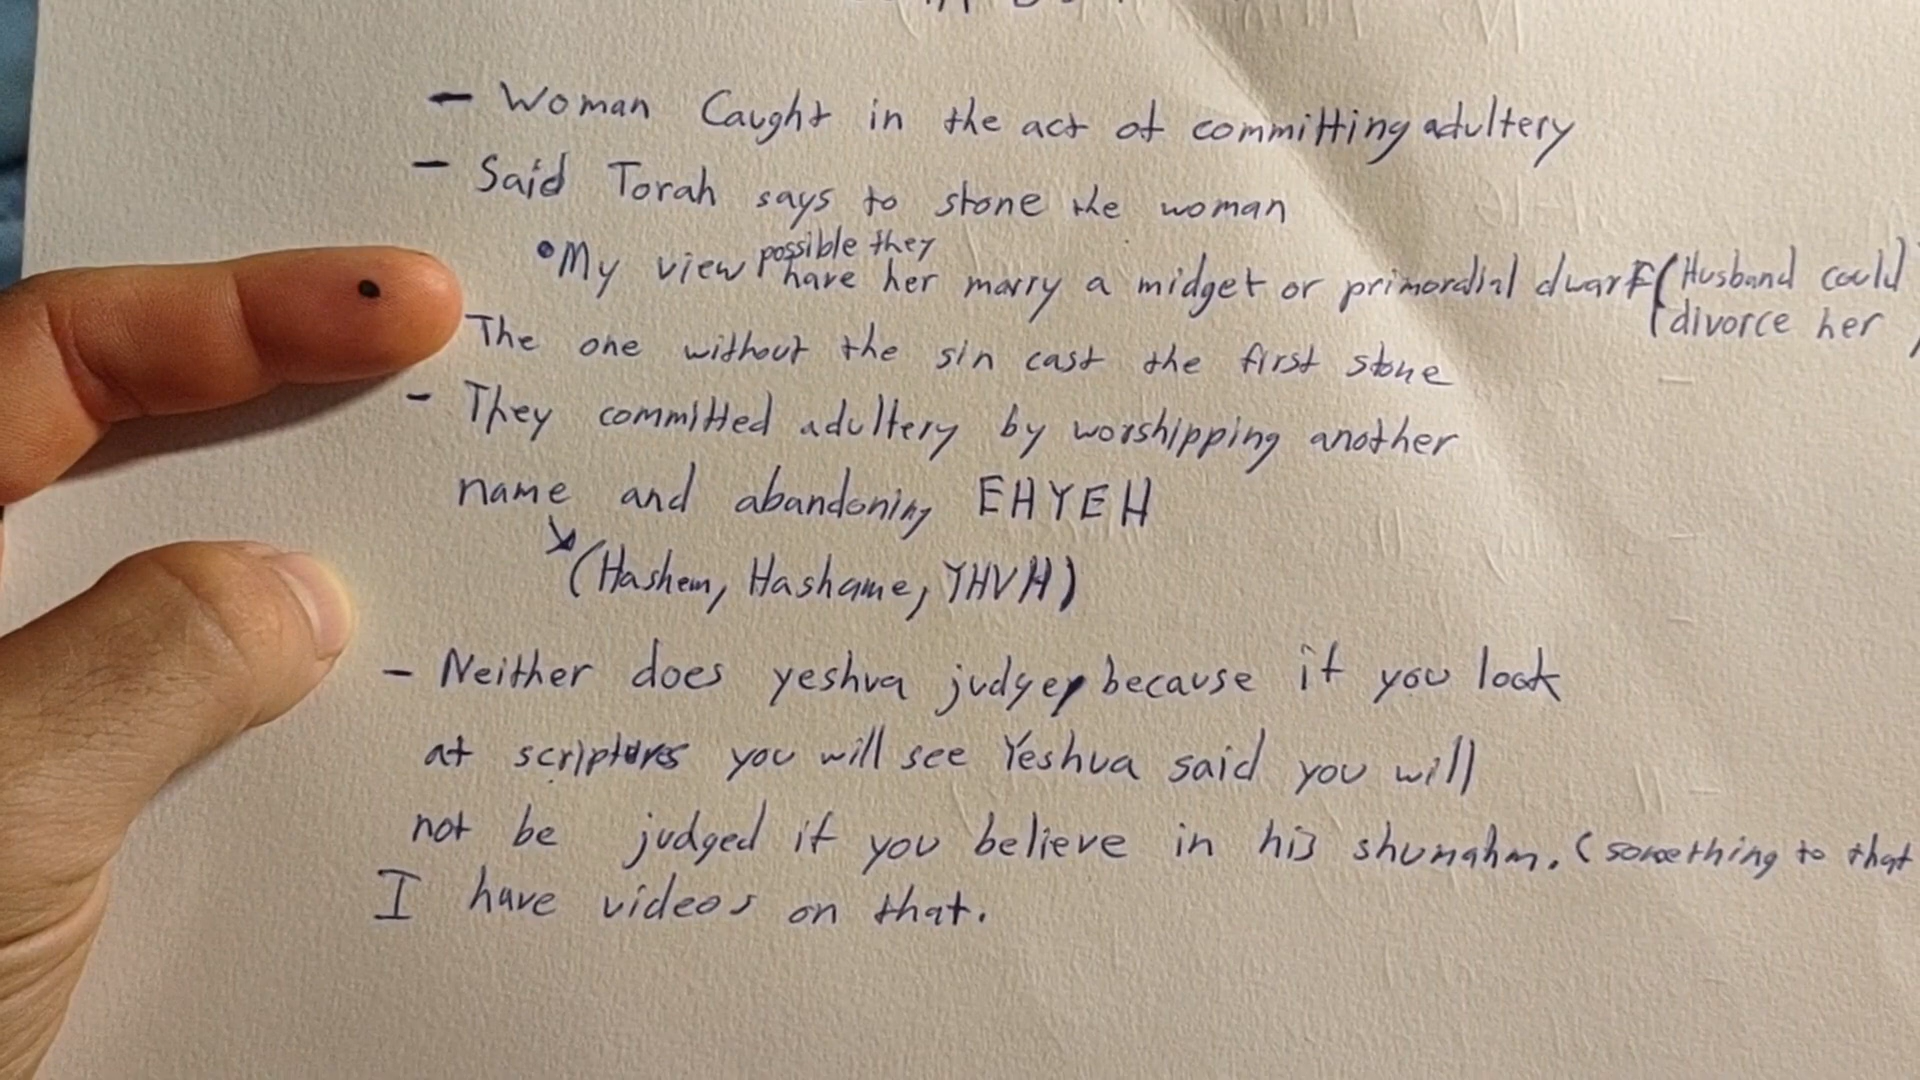 - Woman Caught in the act of committing adultery
- Said Torah says to stone the woman
•My view possible they have her marry a midget or primordial dwarf (Husband could divorce her)
The one without the sin cast the first stone
- They committed adultery by worshipping another
name and abandoning EHYEH
(Hashem, Hashame, YHVH)
- Neither does yeshua judge, because if you look
at scriptures you will see Yeshua said you will
not be judged if you believe in his shumahm. (something to that
I have videos on that.